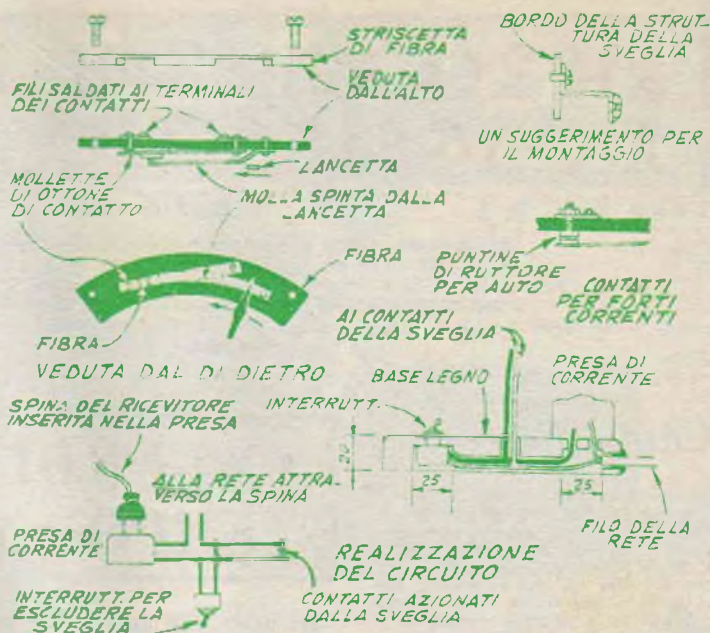 STRISCETTA
DI FIBRA
VEDUTA
DALL'ALTO
FILI SALDATI AI TERMINALI
DEI CONTATTI
LANCETTA
MOLLETTE
DI OTTONE
DI CONTATTO
MOLLA SPINTA DALLA
LANCETTA
FIBRA
FIBRA
VEDUTA DAL DI DIETRO
BORDO DELLA STRUT-
TURA DELLA
SVEGLIA
UN SUGGERIMENTO PER
IL MONTAGGIO
PUNTINE
DI RUTTORE
PER AUTO
CONTATTI
PER FORTI
CORRENTI
AI CONTATTI
DELLA SVEGLIA
BASE LEGNO
PRESA DI
CORRENTE
INTERRUTT.
20
25
25
FILO DELLA
RETE
SPINA DEL RICEVITORE
INSERITA NELLA PRESA
ALLA RETE ATTRA-
VERSO LA SPINA
PRESA DI
CORRENTE
REALIZZAZIONE
DEL CIRCUITO
INTERRUTT. PER
ESCLUDERE LA
SVEGLIA
CONTATTI AZIONATI
DALLA SVEGLIA